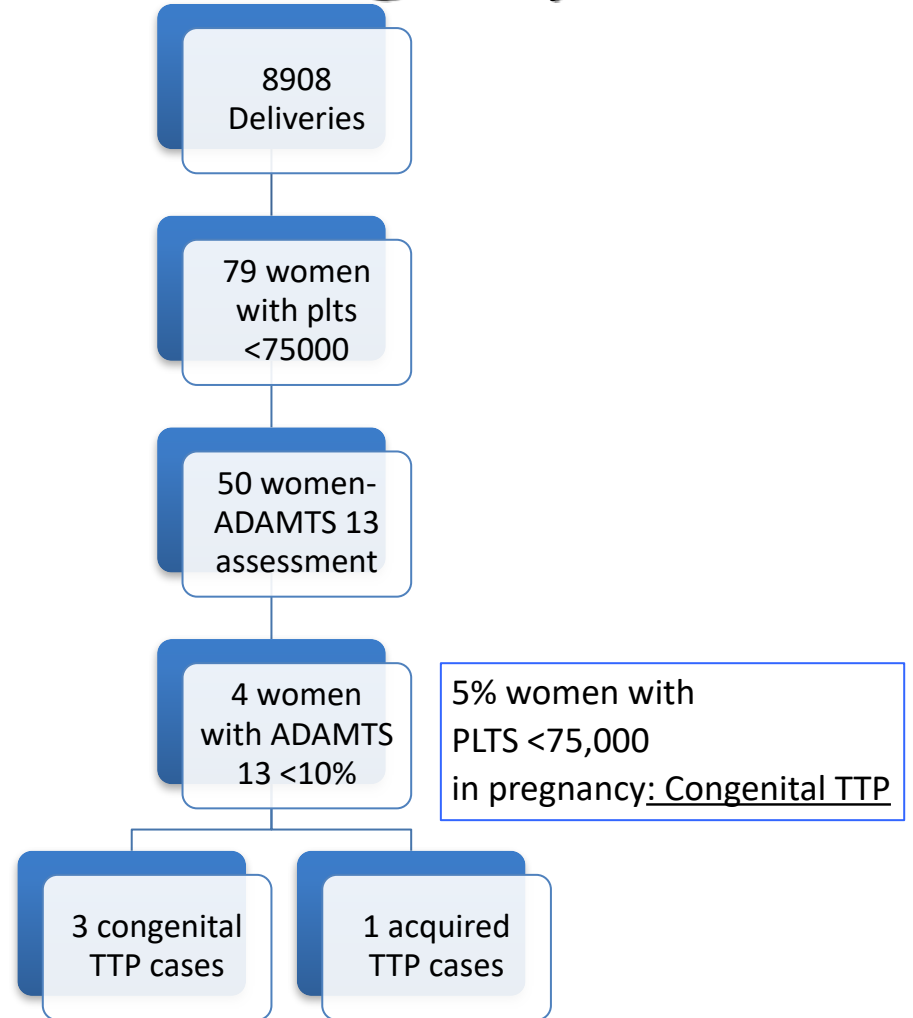 8908
Deliveries
79 women
with plts
<75000
50 women-
ADAMTS 13
assessment
4 women
with ADAMTS
13 <10%
5% women with
PLTS <75,000
in pregnancy: Congenital TTP
3 congenital
TTP cases
1 acquired
TTP cases